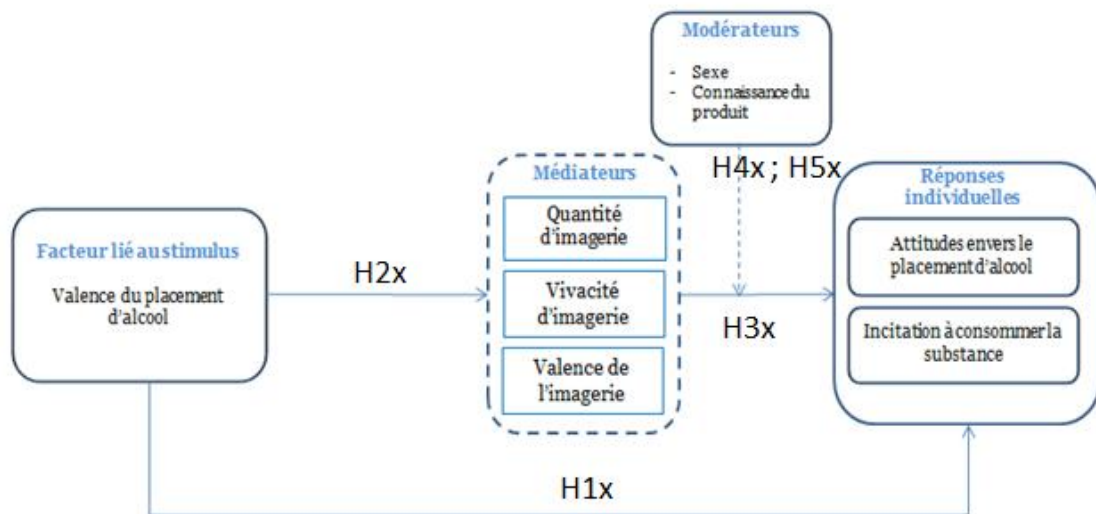 Modérateurs
- Sexe
- Connaissance du
produit
H4x ; H5x
Médiateurs
Quantité
d'imagerie
Vivacité
d'imagerie
Valence de
l'imagerie
Facteur lié au stimulus
Valence du placement
d'alcool
H2x
H3x
Réponses
individuelles
Attitudes envers le
placement d'alcool
Incitation à consommer la
substance
H1x